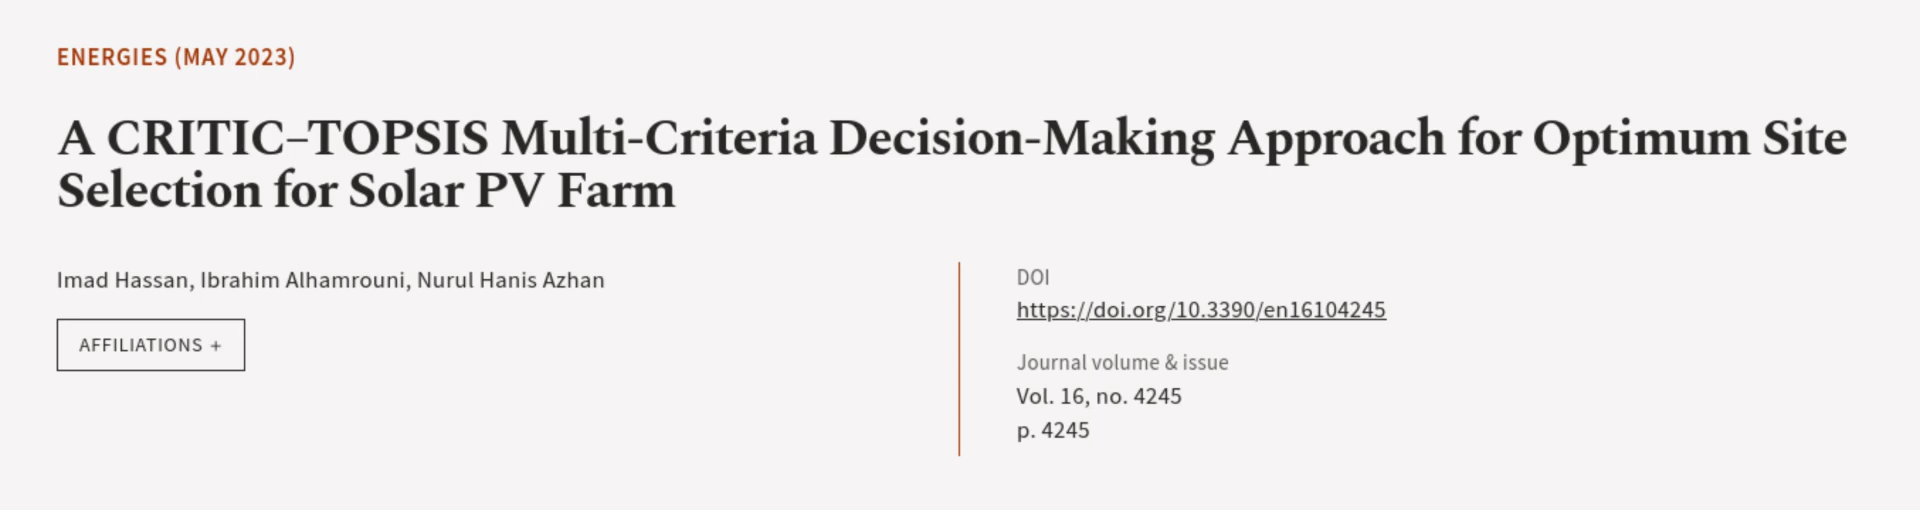 ENERGIES (MAY 2023)
A CRITIC–TOPSIS Multi-Criteria Decision-Making Approach for Optimum Site
Selection for Solar PV Farm
Imad Hassan, Ibrahim Alhamrouni, Nurul Hanis Azhan
AFFILIATIONS +
DOI
https://doi.org/10.3390/en16104245
Journal volume & issue
Vol. 16, no. 4245
p. 4245